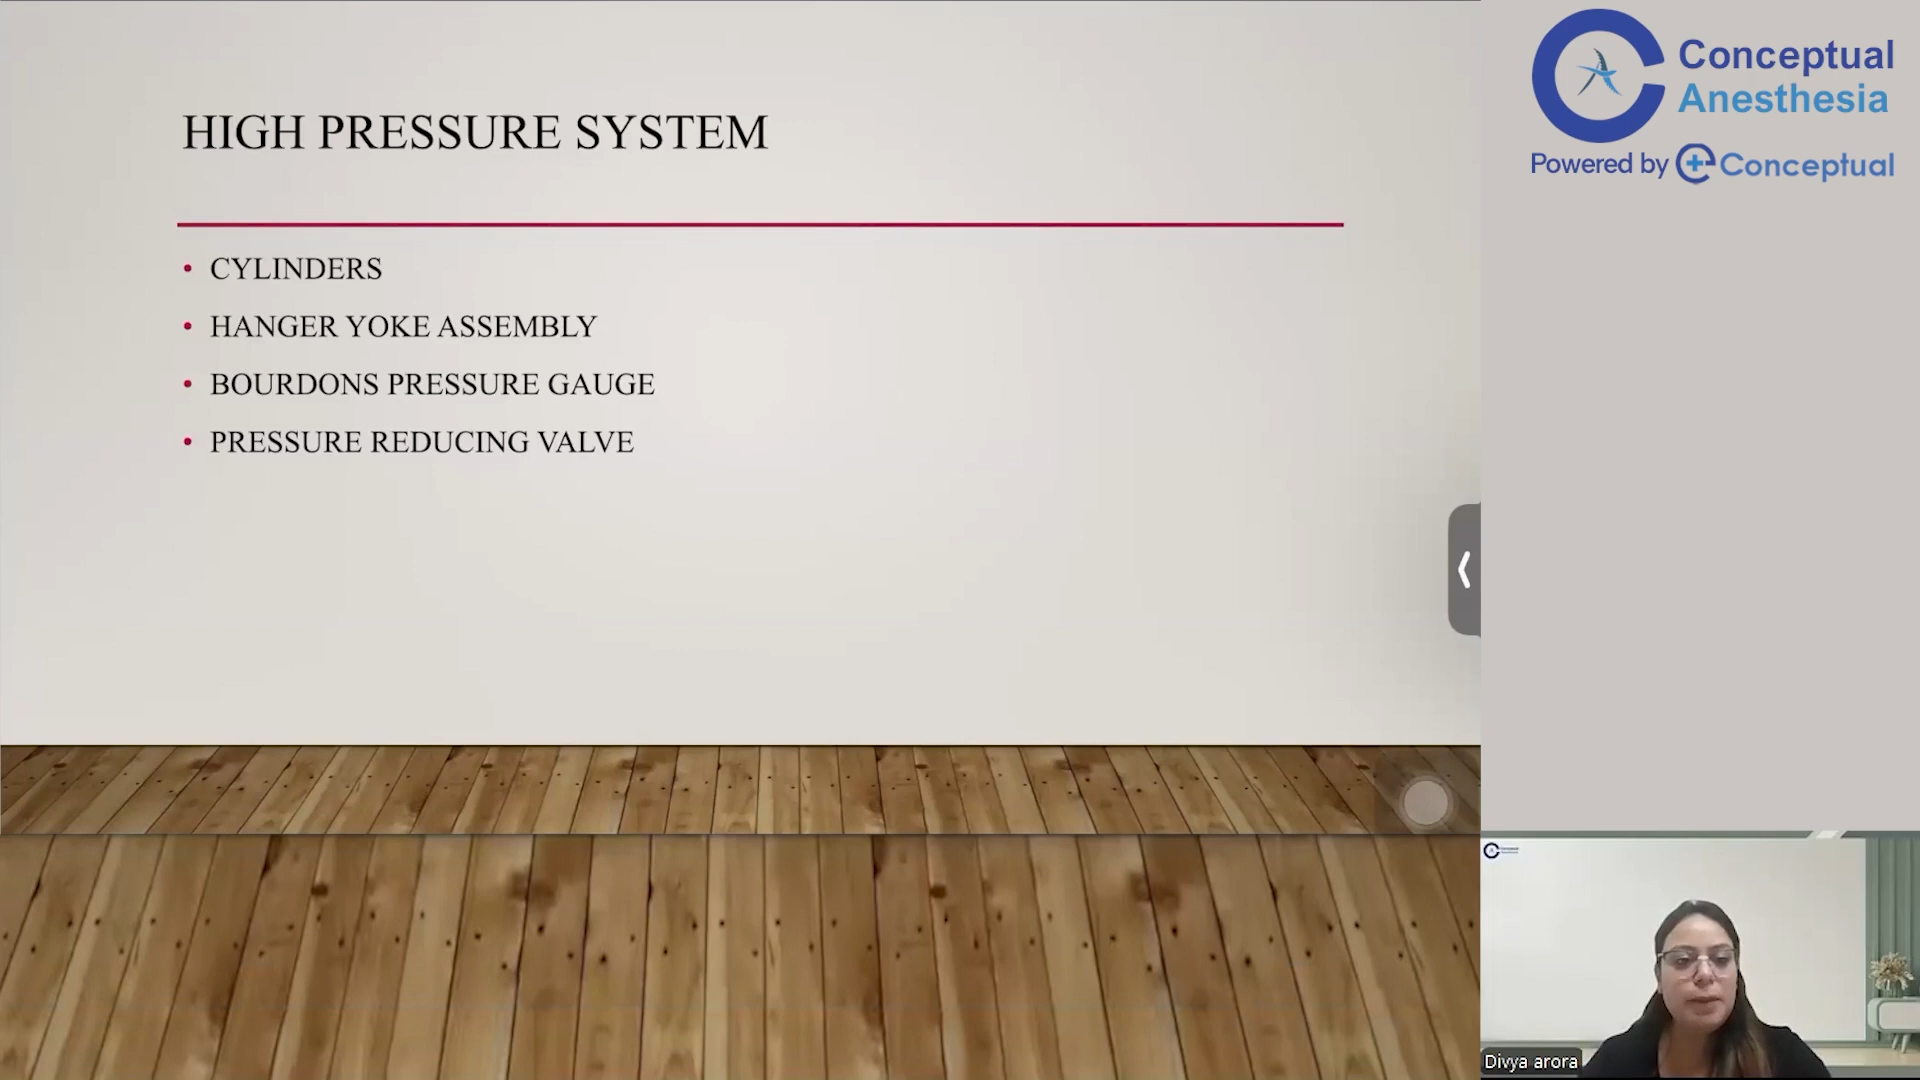 HIGH PRESSURE SYSTEM
• CYLINDERS
• HANGER YOKE ASSEMBLY
• BOURDONS PRESSURE GAUGE
• PRESSURE REDUCING VALVE
Conceptual
Anesthesia
Powered by Conceptual
Divya arora